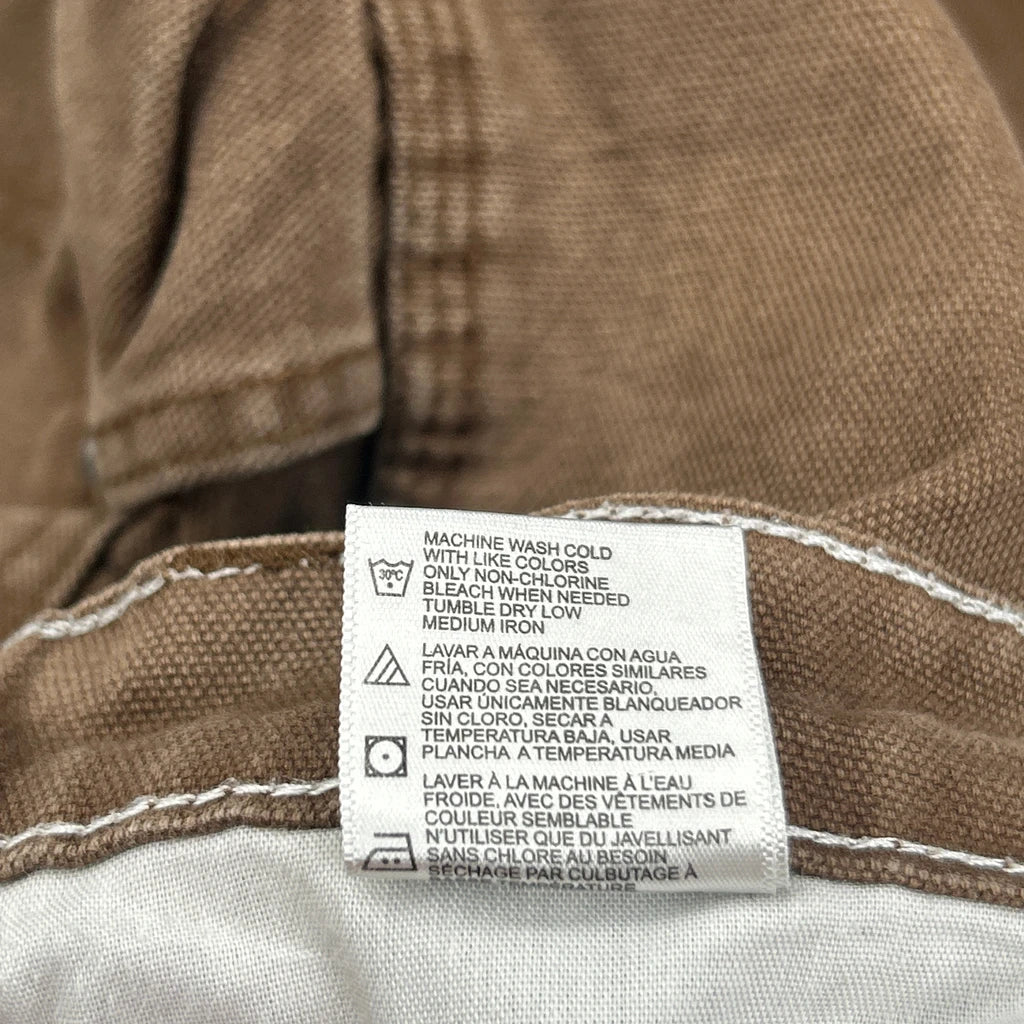 30ºC
MACHINE WASH COLD
WITH LIKE COLORS
ONLY NON-CHLORINE
BLEACH WHEN NEEDED
TUMBLE DRY LOW
MEDIUM IRON
LAVAR A MÁQUINA CON AGUA
FRÍA, CON COLORES SIMILARES
CUANDO SEA NECESARIO,
USAR ÚNICAMENTE BLANQUEADOR
SIN CLORO, SECAR A
TEMPERATURA BAJA, USAR
PLANCHA A TEMPERATURA MEDIA
LAVER À LA MACHINE À L'EAU
FROIDE, AVEC DES VÊTEMENTS DE
COULEUR SEMBLABLE
N'UTILISER QUE DU JAVELLISANT
SANS CHLORE AU BESOIN
SÉCHAGE PAR CULBUTAGE À
TEMPÉRATURE